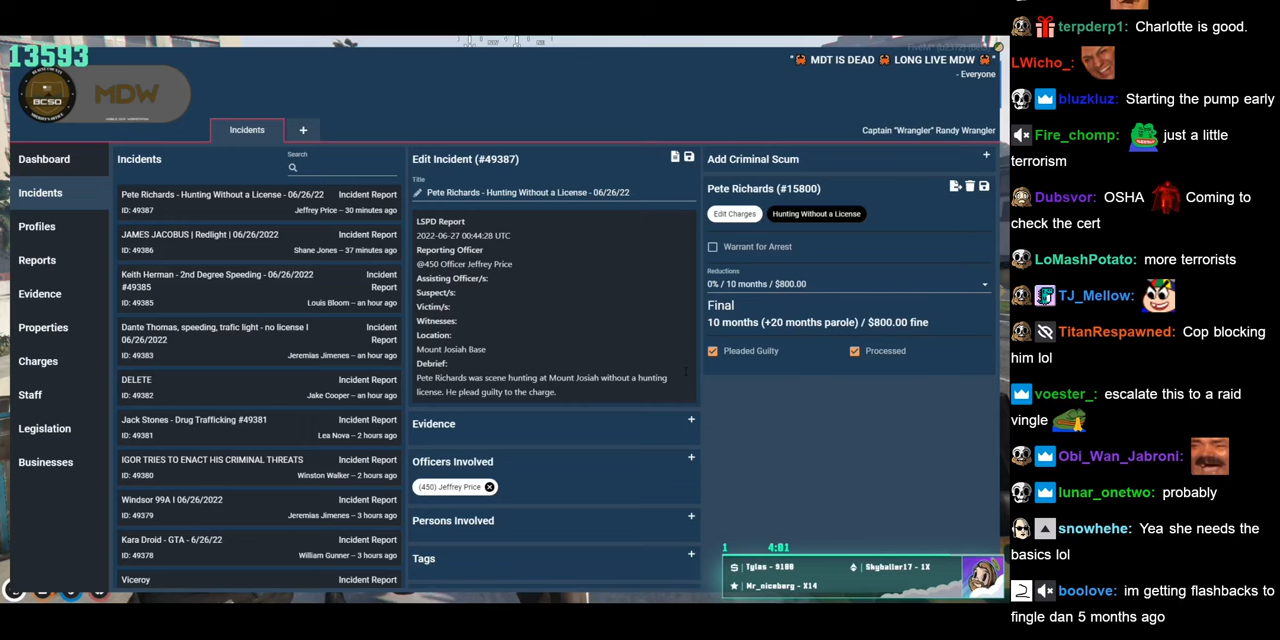 13593
BCSO
MDW
" 🦀 MDT IS DEAD 🦀 LONG LIVE MDW 🦀 "
- Everyone
Incidents
+
Captain "Wrangler" Randy Wrangler
Dashboard
Incidents
Profiles
Reports
Evidence
Properties
Charges
Staff
Legislation
Businesses
Incidents
Search
Pete Richards - Hunting Without a License - 06/26/22
Incident Report
ID: 49387
Jeffrey Price - 30 minutes ago
JAMES JACOBUS | Redlight | 06/26/2022
Incident Report
ID: 49386
Shane Jones - 37 minutes ago
Keith Herman - 2nd Degree Speeding - 06/26/2022
#49385
Incident
Report
ID: 49385
Louis Bloom - an hour ago
Dante Thomas, speeding, trafic light - no license I
06/26/2022
Incident
Report
ID: 49383
Jeremias Jimenes - an hour ago
DELETE
Incident Report
ID: 49382
Jake Cooper - an hour ago
Jack Stones - Drug Trafficking #49381
Incident Report
ID: 49381
Lea Nova - 2 hours ago
IGOR TRIES TO ENACT HIS CRIMINAL THREATS
Incident Report
ID: 49380
Winston Walker - 2 hours ago
Windsor 99A I 06/26/2022
Incident Report
ID: 49379
Jeremias Jimenes - 3 hours ago
Kara Droid - GTA - 6/26/22
Incident Report
ID: 49378
William Gunner - 3 hours ago
Viceroy
Incident Report
Edit Incident (#49387)
Title
Pete Richards - Hunting Without a License - 06/26/22
LSPD Report
2022-06-27 00:44:28 UTC
Reporting Officer
@450 Officer Jeffrey Price
Assisting Officer/s:
Suspect/s:
Victim/s:
Witnesses:
Location:
Mount Josiah Base
Debrief:
Pete Richards was scene hunting at Mount Josiah without a hunting
license. He plead guilty to the charge.
Evidence
+
Officers Involved
+
(450) Jeffrey Price
Persons Involved
+
Tags
+
Add Criminal Scum
+
Pete Richards (#15800)
Edit Charges
Hunting Without a License
Warrant for Arrest
Reductions
0% / 10 months / $800.00
Final
10 months (+20 months parole) / $800.00 fine
Pleaded Guilty
Processed
1
4:01
Tylas - 9100
Skyballer17 - 1X
Mr_niceberg - X14
terpderp1: Charlotte is good.
LWicho_:
bluzkluz: Starting the pump early
Fire_chomp: just a little
terrorism
Dubsvor: OSHA Coming to
check the cert
LoMashPotato: more terrorists
TJ_Mellow:
TitanRespawned: Cop blocking
him lol
voester_: escalate this to a raid
vingle
Obi_Wan_Jabroni:
lunar_onetwo: probably
snowhehe: Yea she needs the
basics lol
boolove: im getting flashbacks to
fingle dan 5 months ago